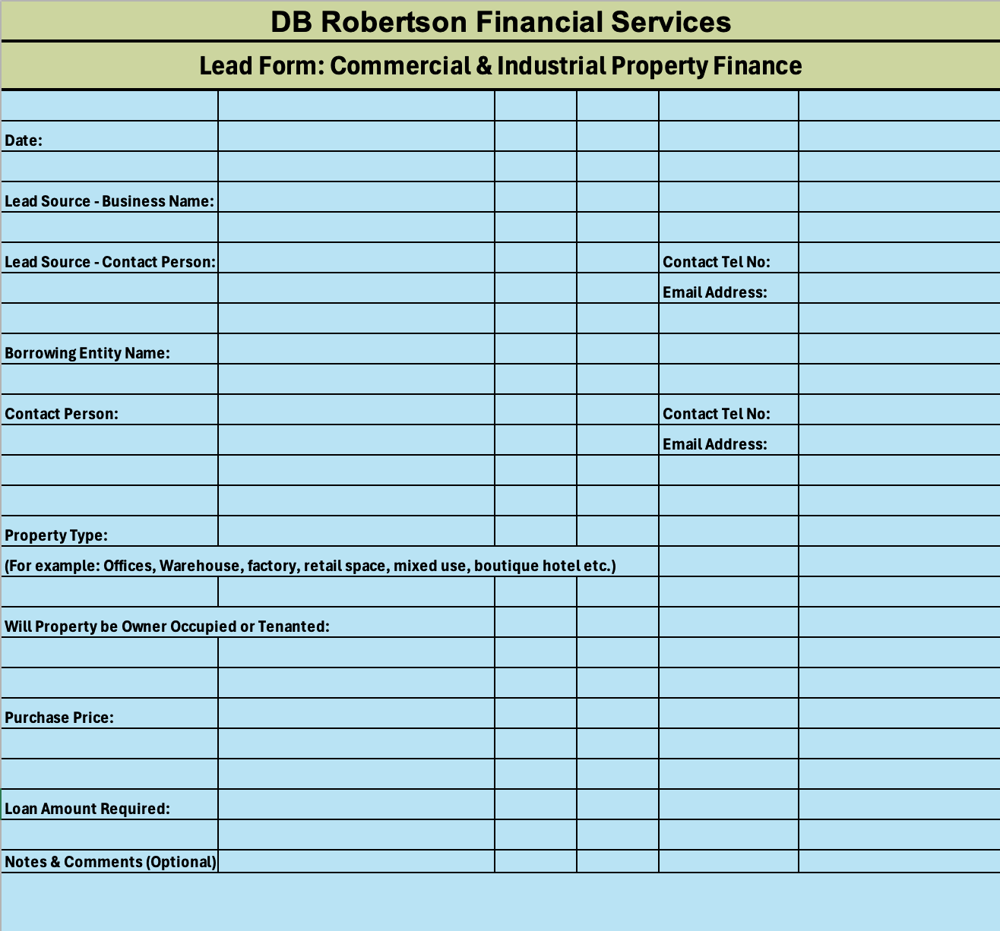 DB Robertson Financial Services
Lead Form: Commercial & Industrial Property Finance
Date:
Lead Source - Business Name:
Lead Source - Contact Person:
Contact Tel No:
Email Address:
Borrowing Entity Name:
Contact Person:
Contact Tel No:
Email Address:
Property Type:
(For example: Offices, Warehouse, factory, retail space, mixed use, boutique hotel etc.)
Will Property be Owner Occupied or Tenanted:
Purchase Price:
Loan Amount Required:
Notes & Comments (Optional)